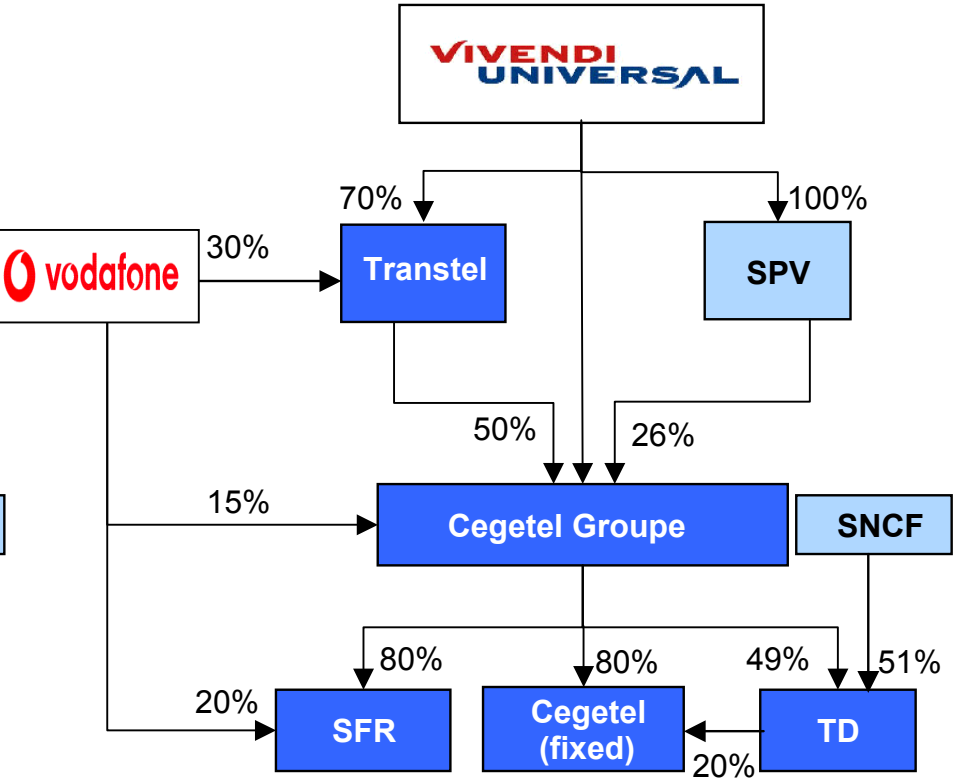 VIVENDI
UNIVERSAL
70%
100%
vodafone
30%
Transtel
SPV
50%
26%
15%
Cegetel Groupe
SNCF
80%
80%
49%
51%
20%
SFR
Cegetel
(fixed)
TD
20%